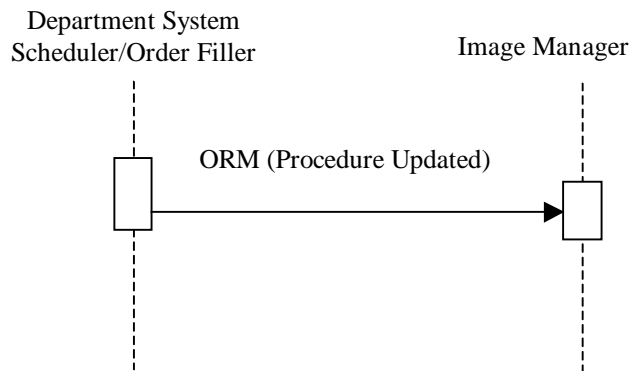 Department System
Scheduler/Order Filler
Image Manager
ORM (Procedure Updated)